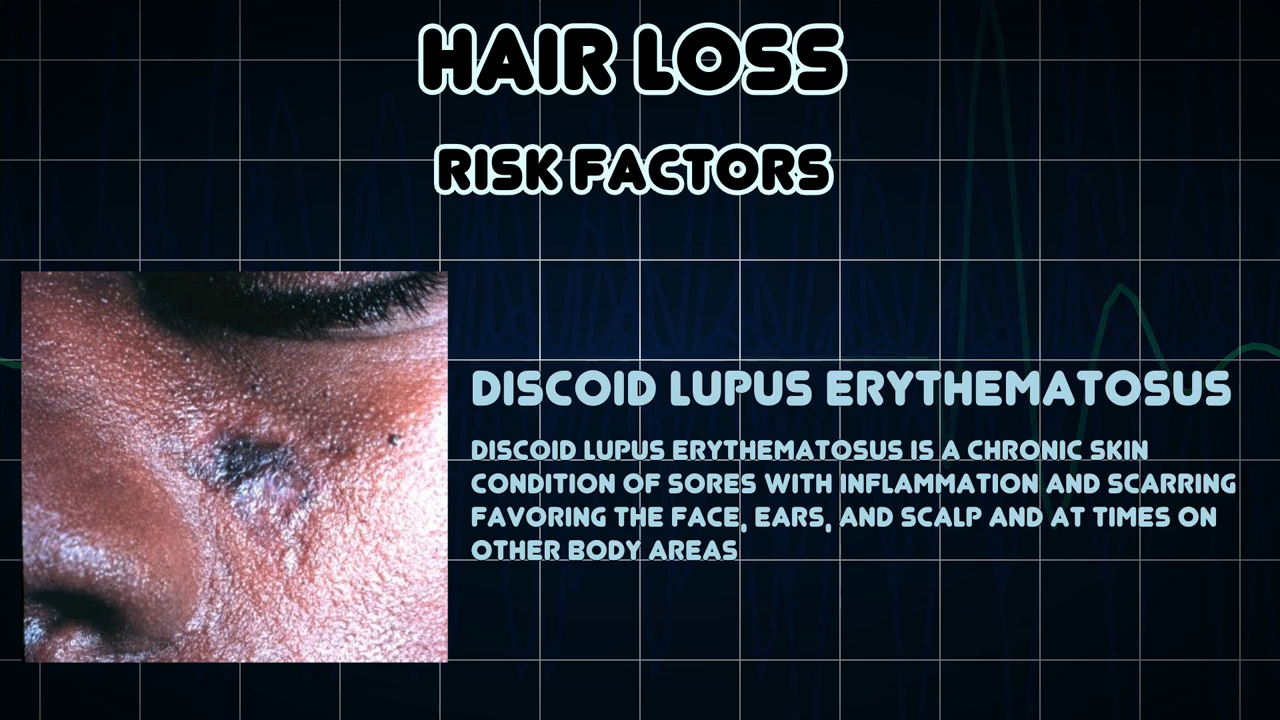 HAIR LOSS
RISK FACTORS
DISCOID LUPUS ERYTHEMATOSUS
DISCOID LUPUS ERYTHEMATOSUS IS A CHRONIC SKIN
CONDITION OF SORES WITH INFLAMMATION AND SCARRING
FAVORING THE FACE, EARS, AND SCALP AND AT TIMES ON
OTHER BODY AREAS